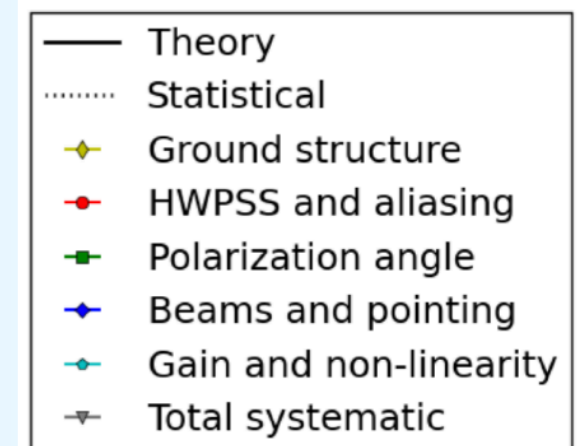 Theory
Statistical
Ground structure
HWPSS and aliasing
Polarization angle
Beams and pointing
Gain and non-linearity
Total systematic